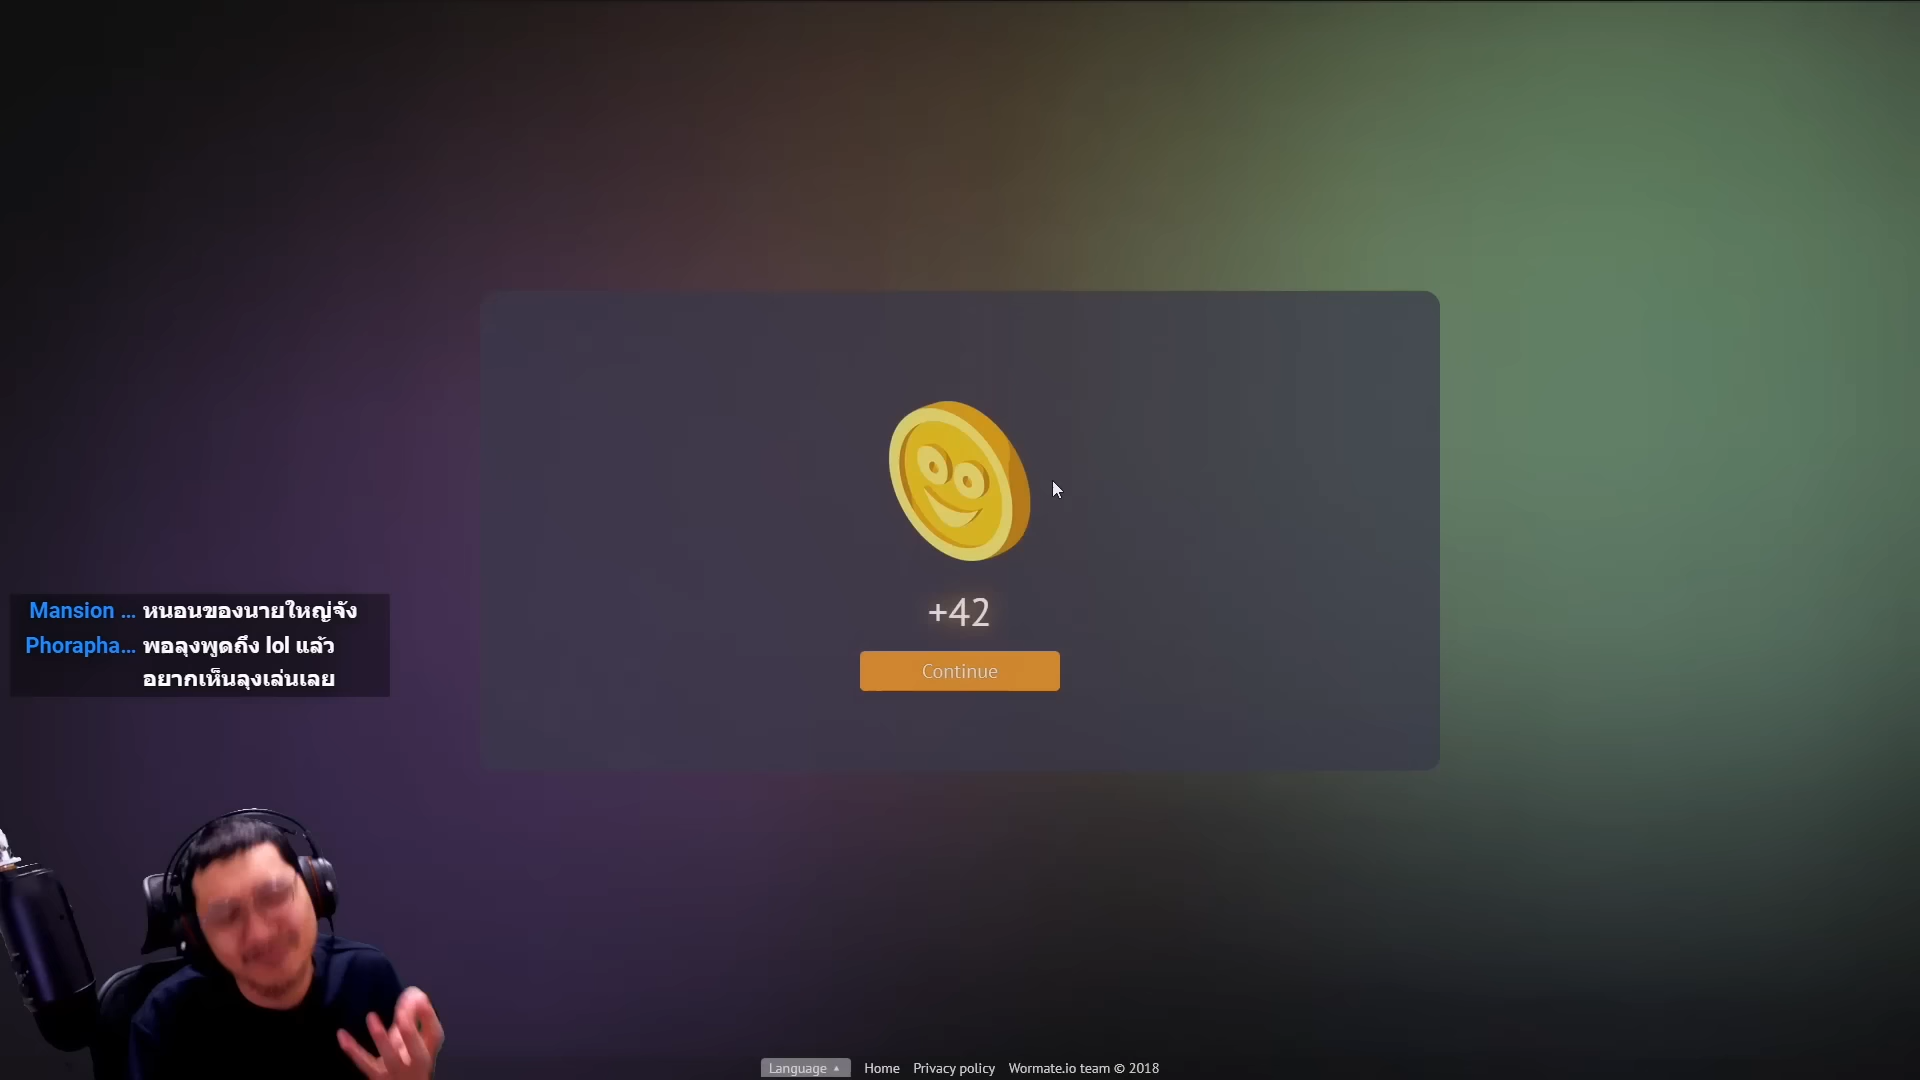 Mansion ... หนอนของนายใหญ่จัง
Phorapha... พอลุงพูดถึง lol แล้ว
อยากเห็นลุงเล่นเลย
+42
Continue
Language Home Privacy policy Wormate.io team © 2018